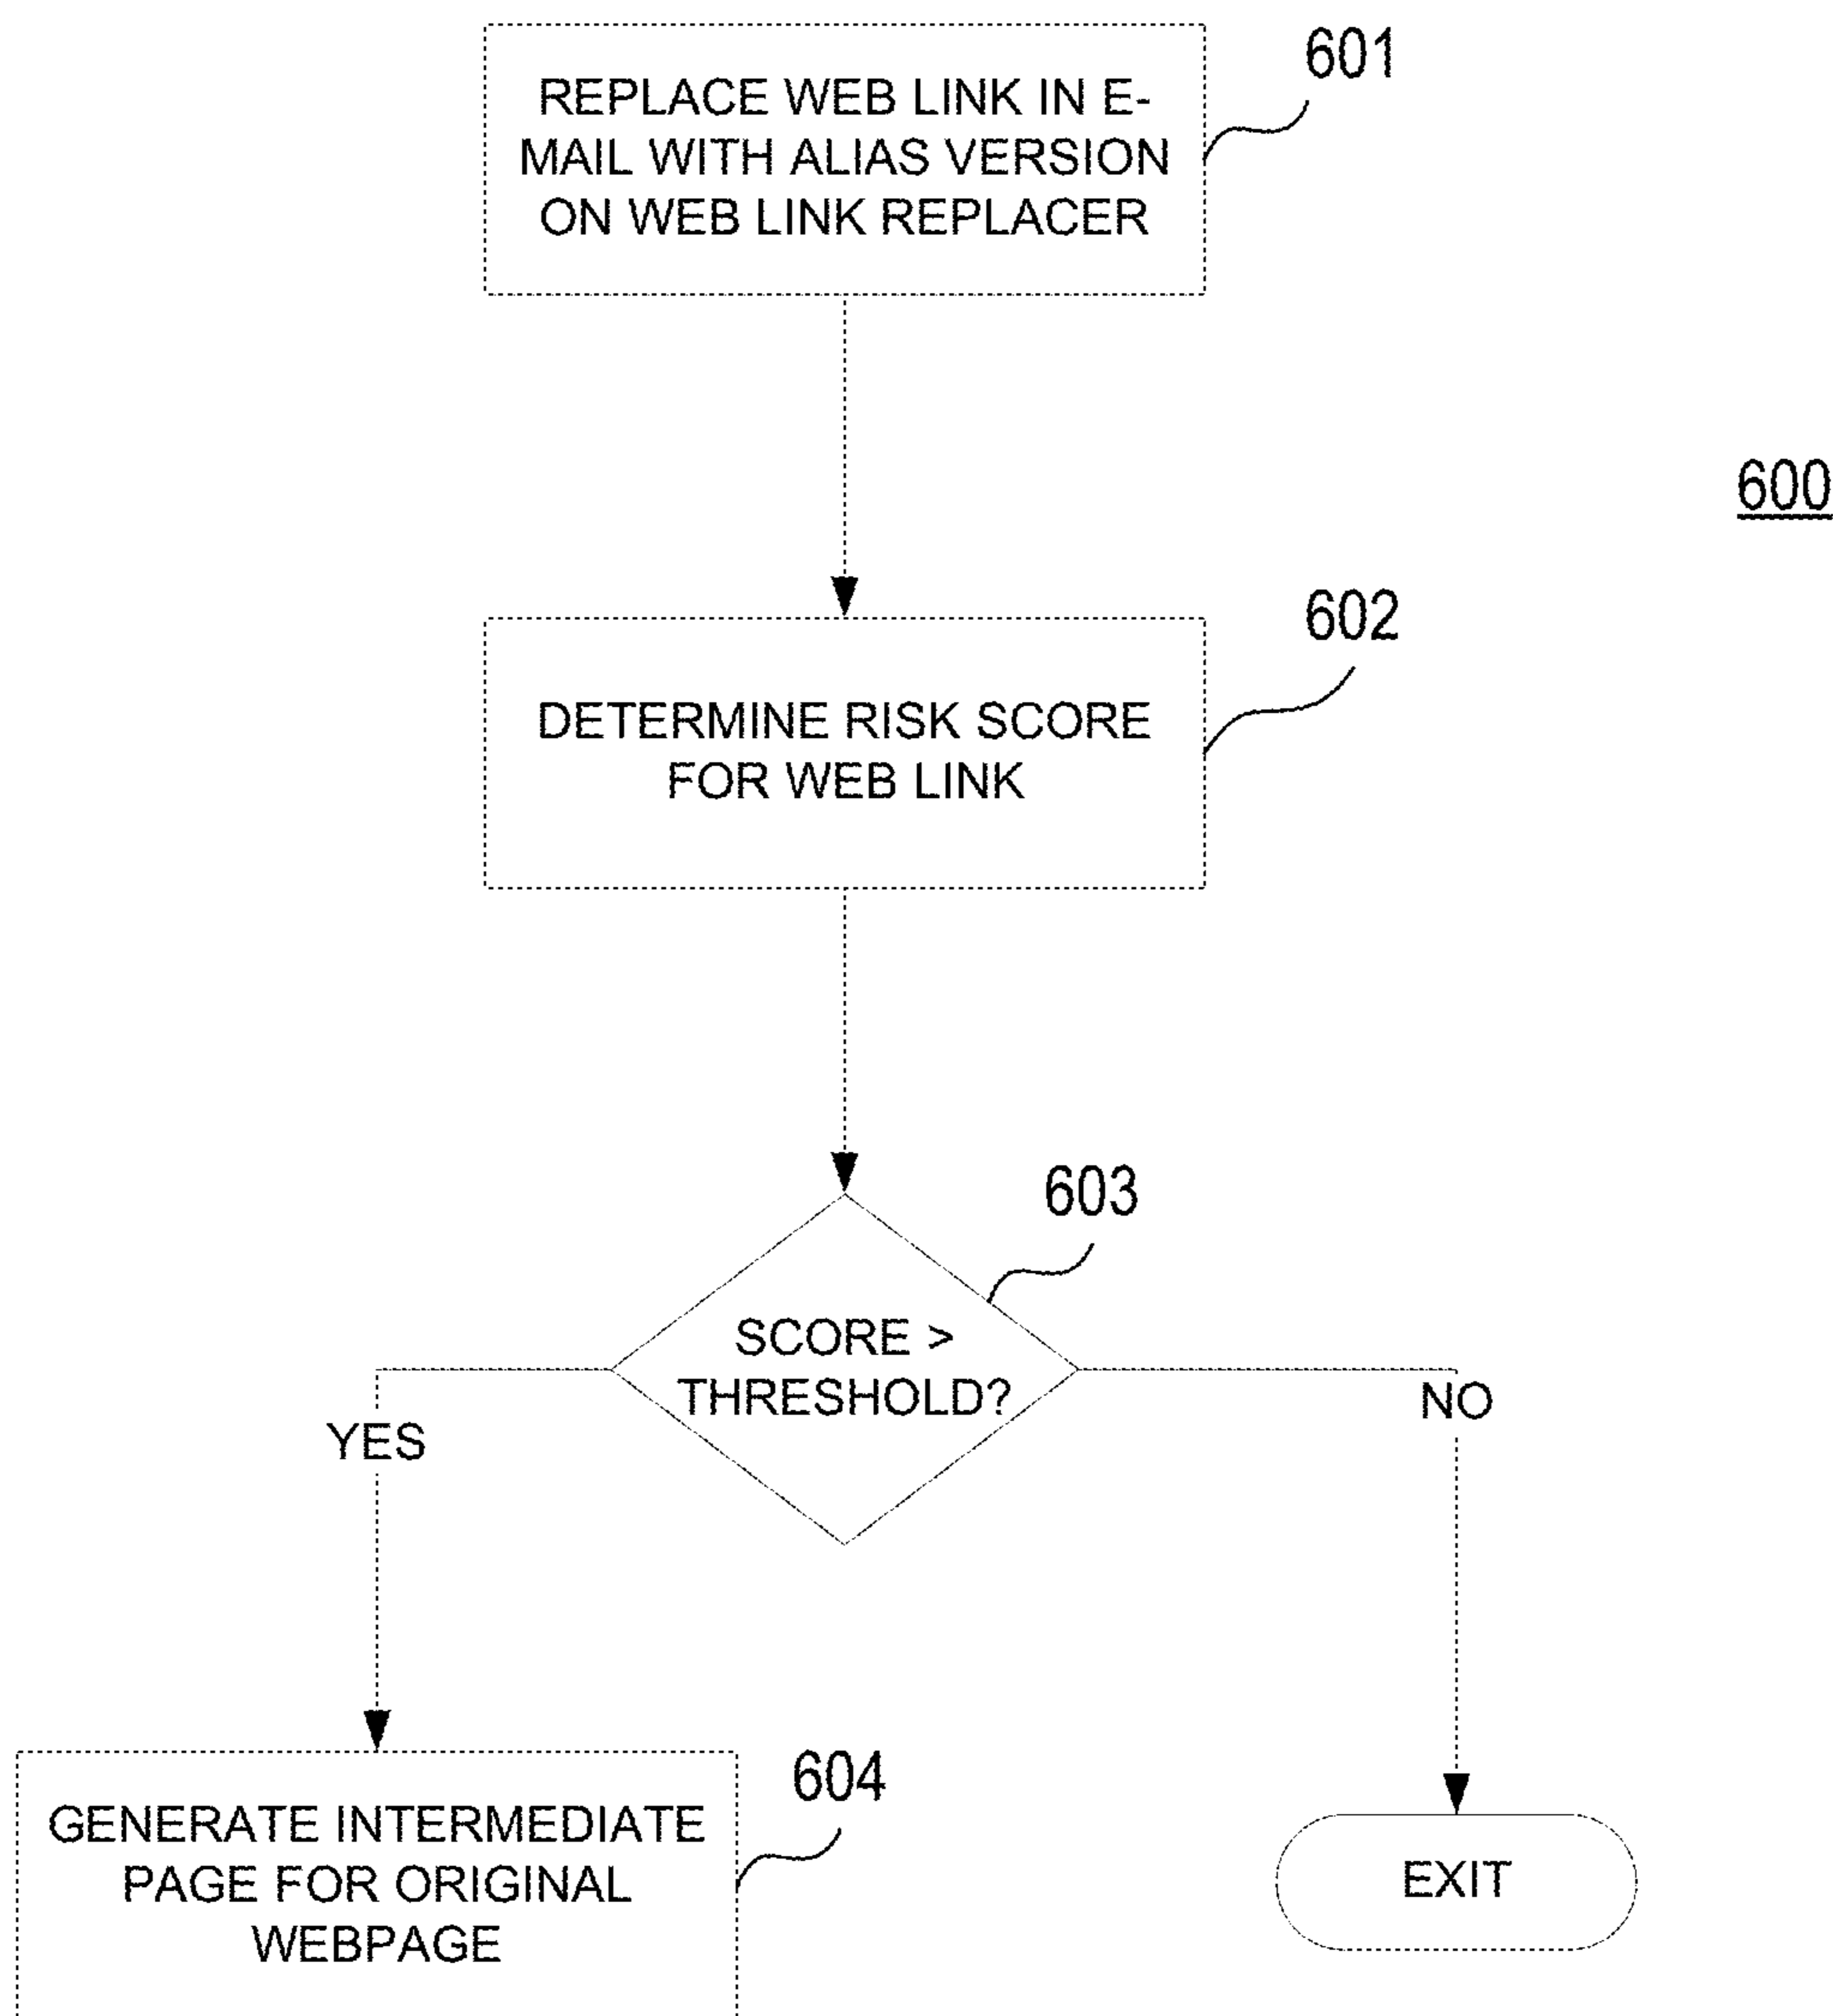 REPLACE WEB LINK IN E-
MAIL WITH ALIAS VERSION
ON WEB LINK REPLACER
601
600
602
DETERMINE RISK SCORE
FOR WEB LINK
603
SCORE >
THRESHOLD?
YES
NO
604
GENERATE INTERMEDIATE
PAGE FOR ORIGINAL
WEBPAGE
EXIT